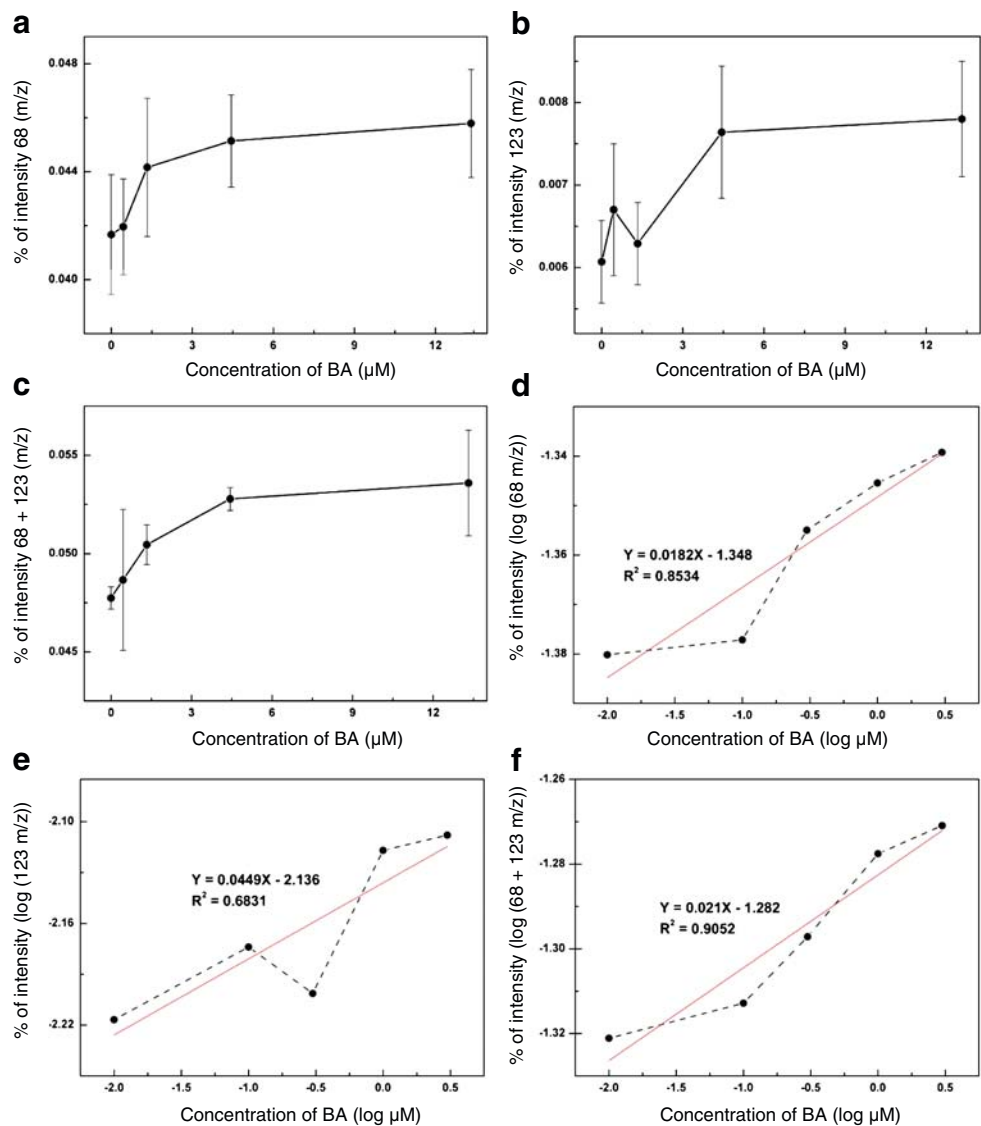 a
% of intensity 68 (m/z)
0.048
0.044
0.040
0 3 6 9 12
Concentration of BA (µM)
b
% of intensity 123 (m/z)
0.008
0.007
0.006
0 3 6 9 12
Concentration of BA (µM)
c
% of intensity 68 + 123 (m/z)
0.055
0.050
0.045
0 3 6 9 12
Concentration of BA (µM)
d
% of intensity (log (68 m/z))
-1.34
-1.36
-1.38
Y = 0.0182X - 1.348
R² = 0.8534
-2.0 -1.5 -1.0 -0.5 0.0 0.5
Concentration of BA (log µM)
e
% of intensity (log (123 m/z))
-2.10
-2.16
-2.22
Y = 0.0449X - 2.136
R² = 0.6831
-2.0 -1.5 -1.0 -0.5 0.0 0.5
Concentration of BA (log µM)
f
% of intensity (log (68 + 123 m/z))
-1.26
-1.28
-1.30
-1.32
Y = 0.021X - 1.282
R² = 0.9052
-2.0 -1.5 -1.0 -0.5 0.0 0.5
Concentration of BA (log µM)